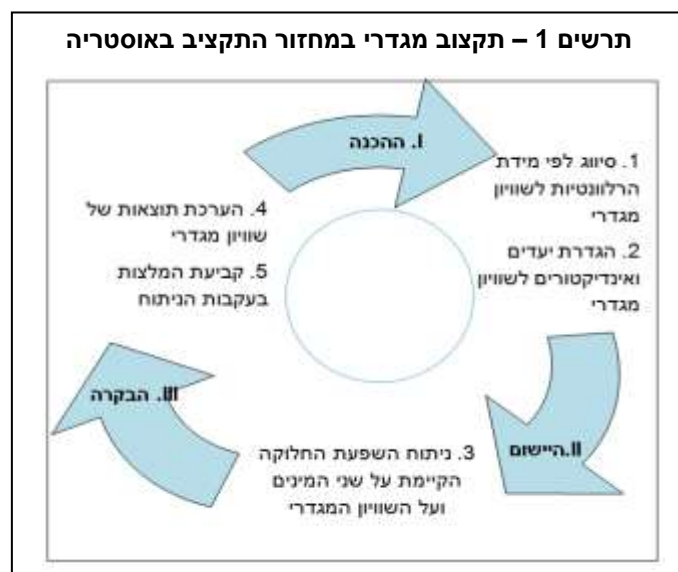 תרשים 1 – תקצוב מגדרי במחזור התקציב באוסטריה
I. ההכנה
1. סיווג לפי מידת
הרלוונטיות לשוויון
מגדרי
2. הגדרת יעדים
ואינדיקטורים לשוויון
מגדרי
II.היישום
3. ניתוח השפעת החלוקה
הקיימת על שני המינים
ועל השוויון המגדרי
III. הבקרה
4. הערכת תוצאות של
שוויון מגדרי
5. קביעת המלצות
בעקבות הניתוח